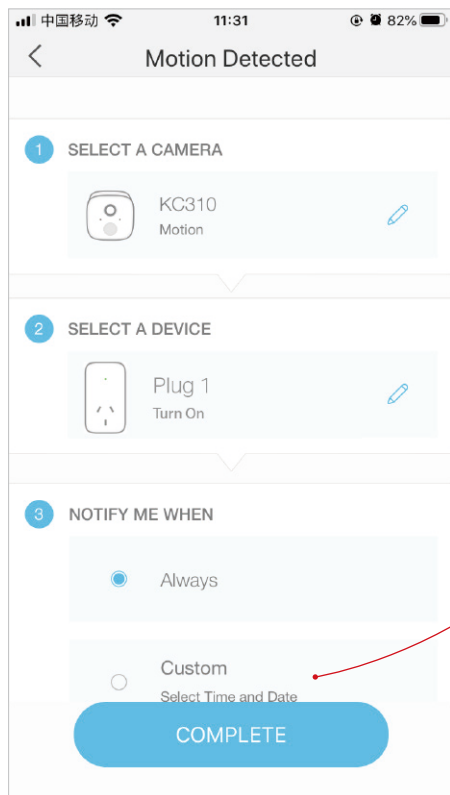 中国移动 11:31 82%
Motion Detected
1 SELECT A CAMERA
KC310
Motion
2 SELECT A DEVICE
Plug 1
Turn On
3 NOTIFY ME WHEN
Always
Custom
Select Time and Date
COMPLETE